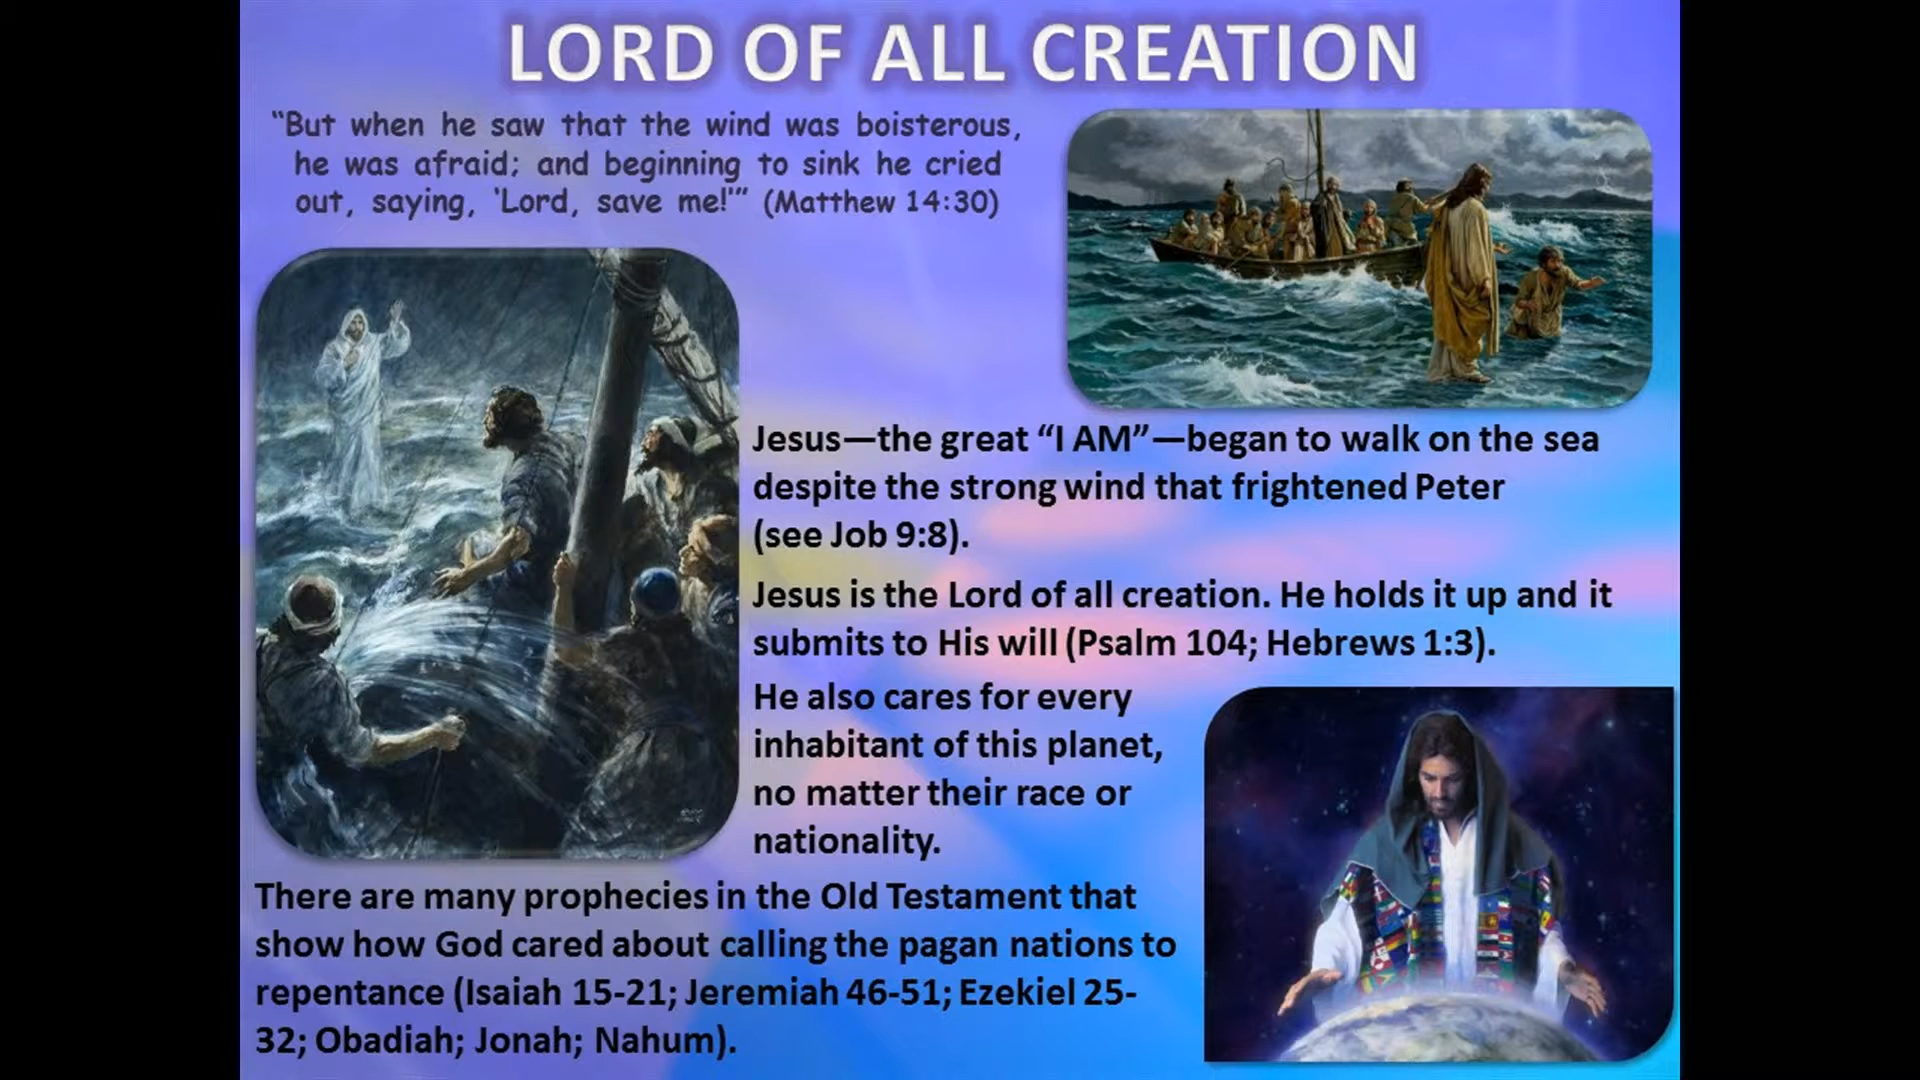 LORD OF ALL CREATION
“But when he saw that the wind was boisterous,
he was afraid; and beginning to sink he cried
out, saying, ‘Lord, save me!’” (Matthew 14:30)
Jesus—the great “I AM”—began to walk on the sea
despite the strong wind that frightened Peter
(see Job 9:8).
Jesus is the Lord of all creation. He holds it up and it
submits to His will (Psalm 104; Hebrews 1:3).
He also cares for every
inhabitant of this planet,
no matter their race or
nationality.
There are many prophecies in the Old Testament that
show how God cared about calling the pagan nations to
repentance (Isaiah 15-21; Jeremiah 46-51; Ezekiel 25-
32; Obadiah; Jonah; Nahum).